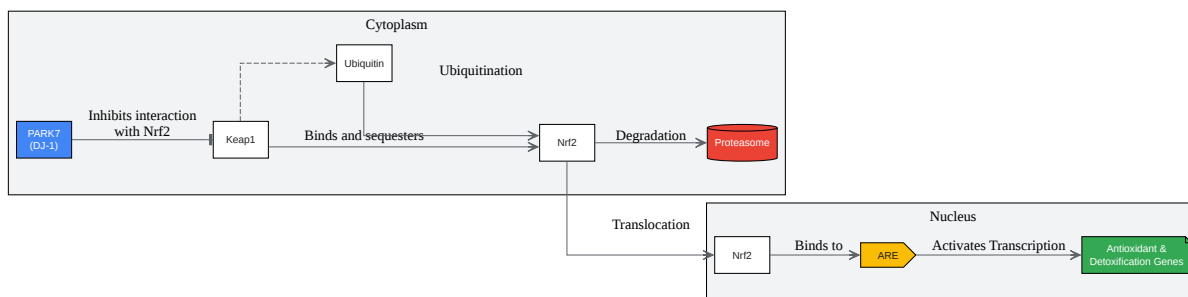 Cytoplasm
Ubiquitin
Ubiquitination
Inhibits interaction
with Nrf2
PARK7
(DJ-1)
Keap1
Binds and sequesters
Nrf2
Degradation
Proteasome
Translocation
Nucleus
Nrf2
Binds to
ARE
Activates Transcription
Antioxidant &
Detoxification Genes